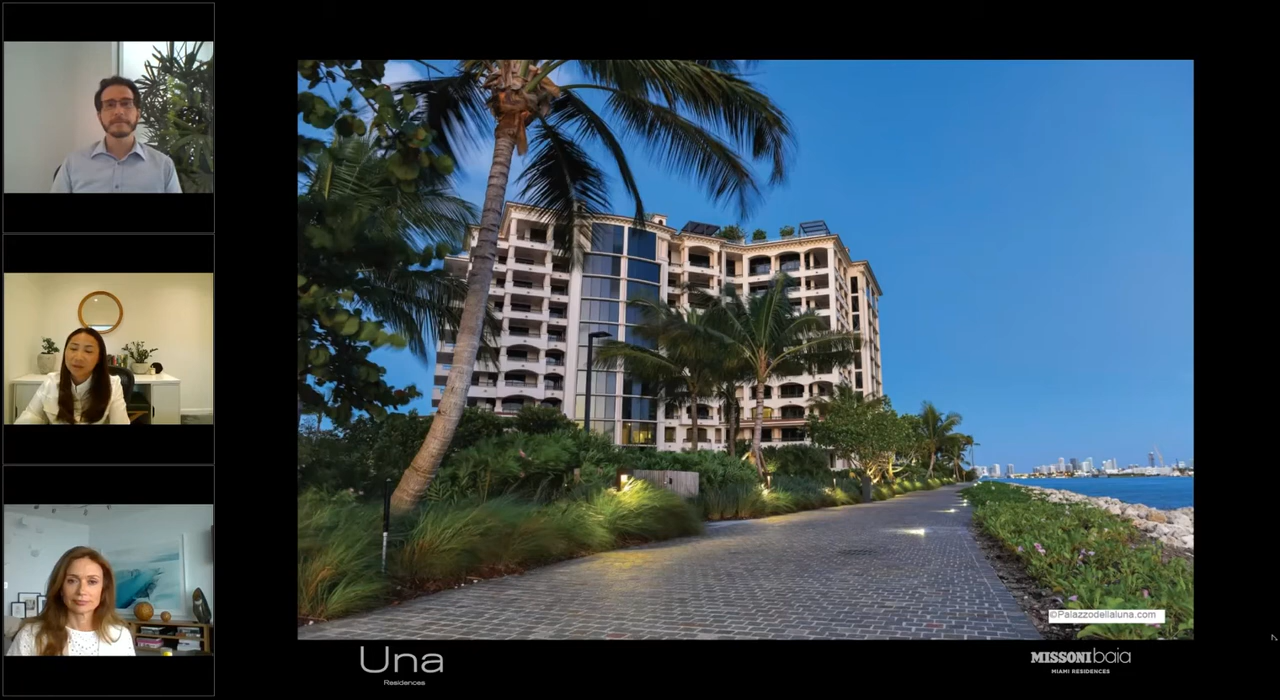 ©Palazzodellaluna.com
Una
Residences
MISSONI baia
MIAMI RESIDENCES